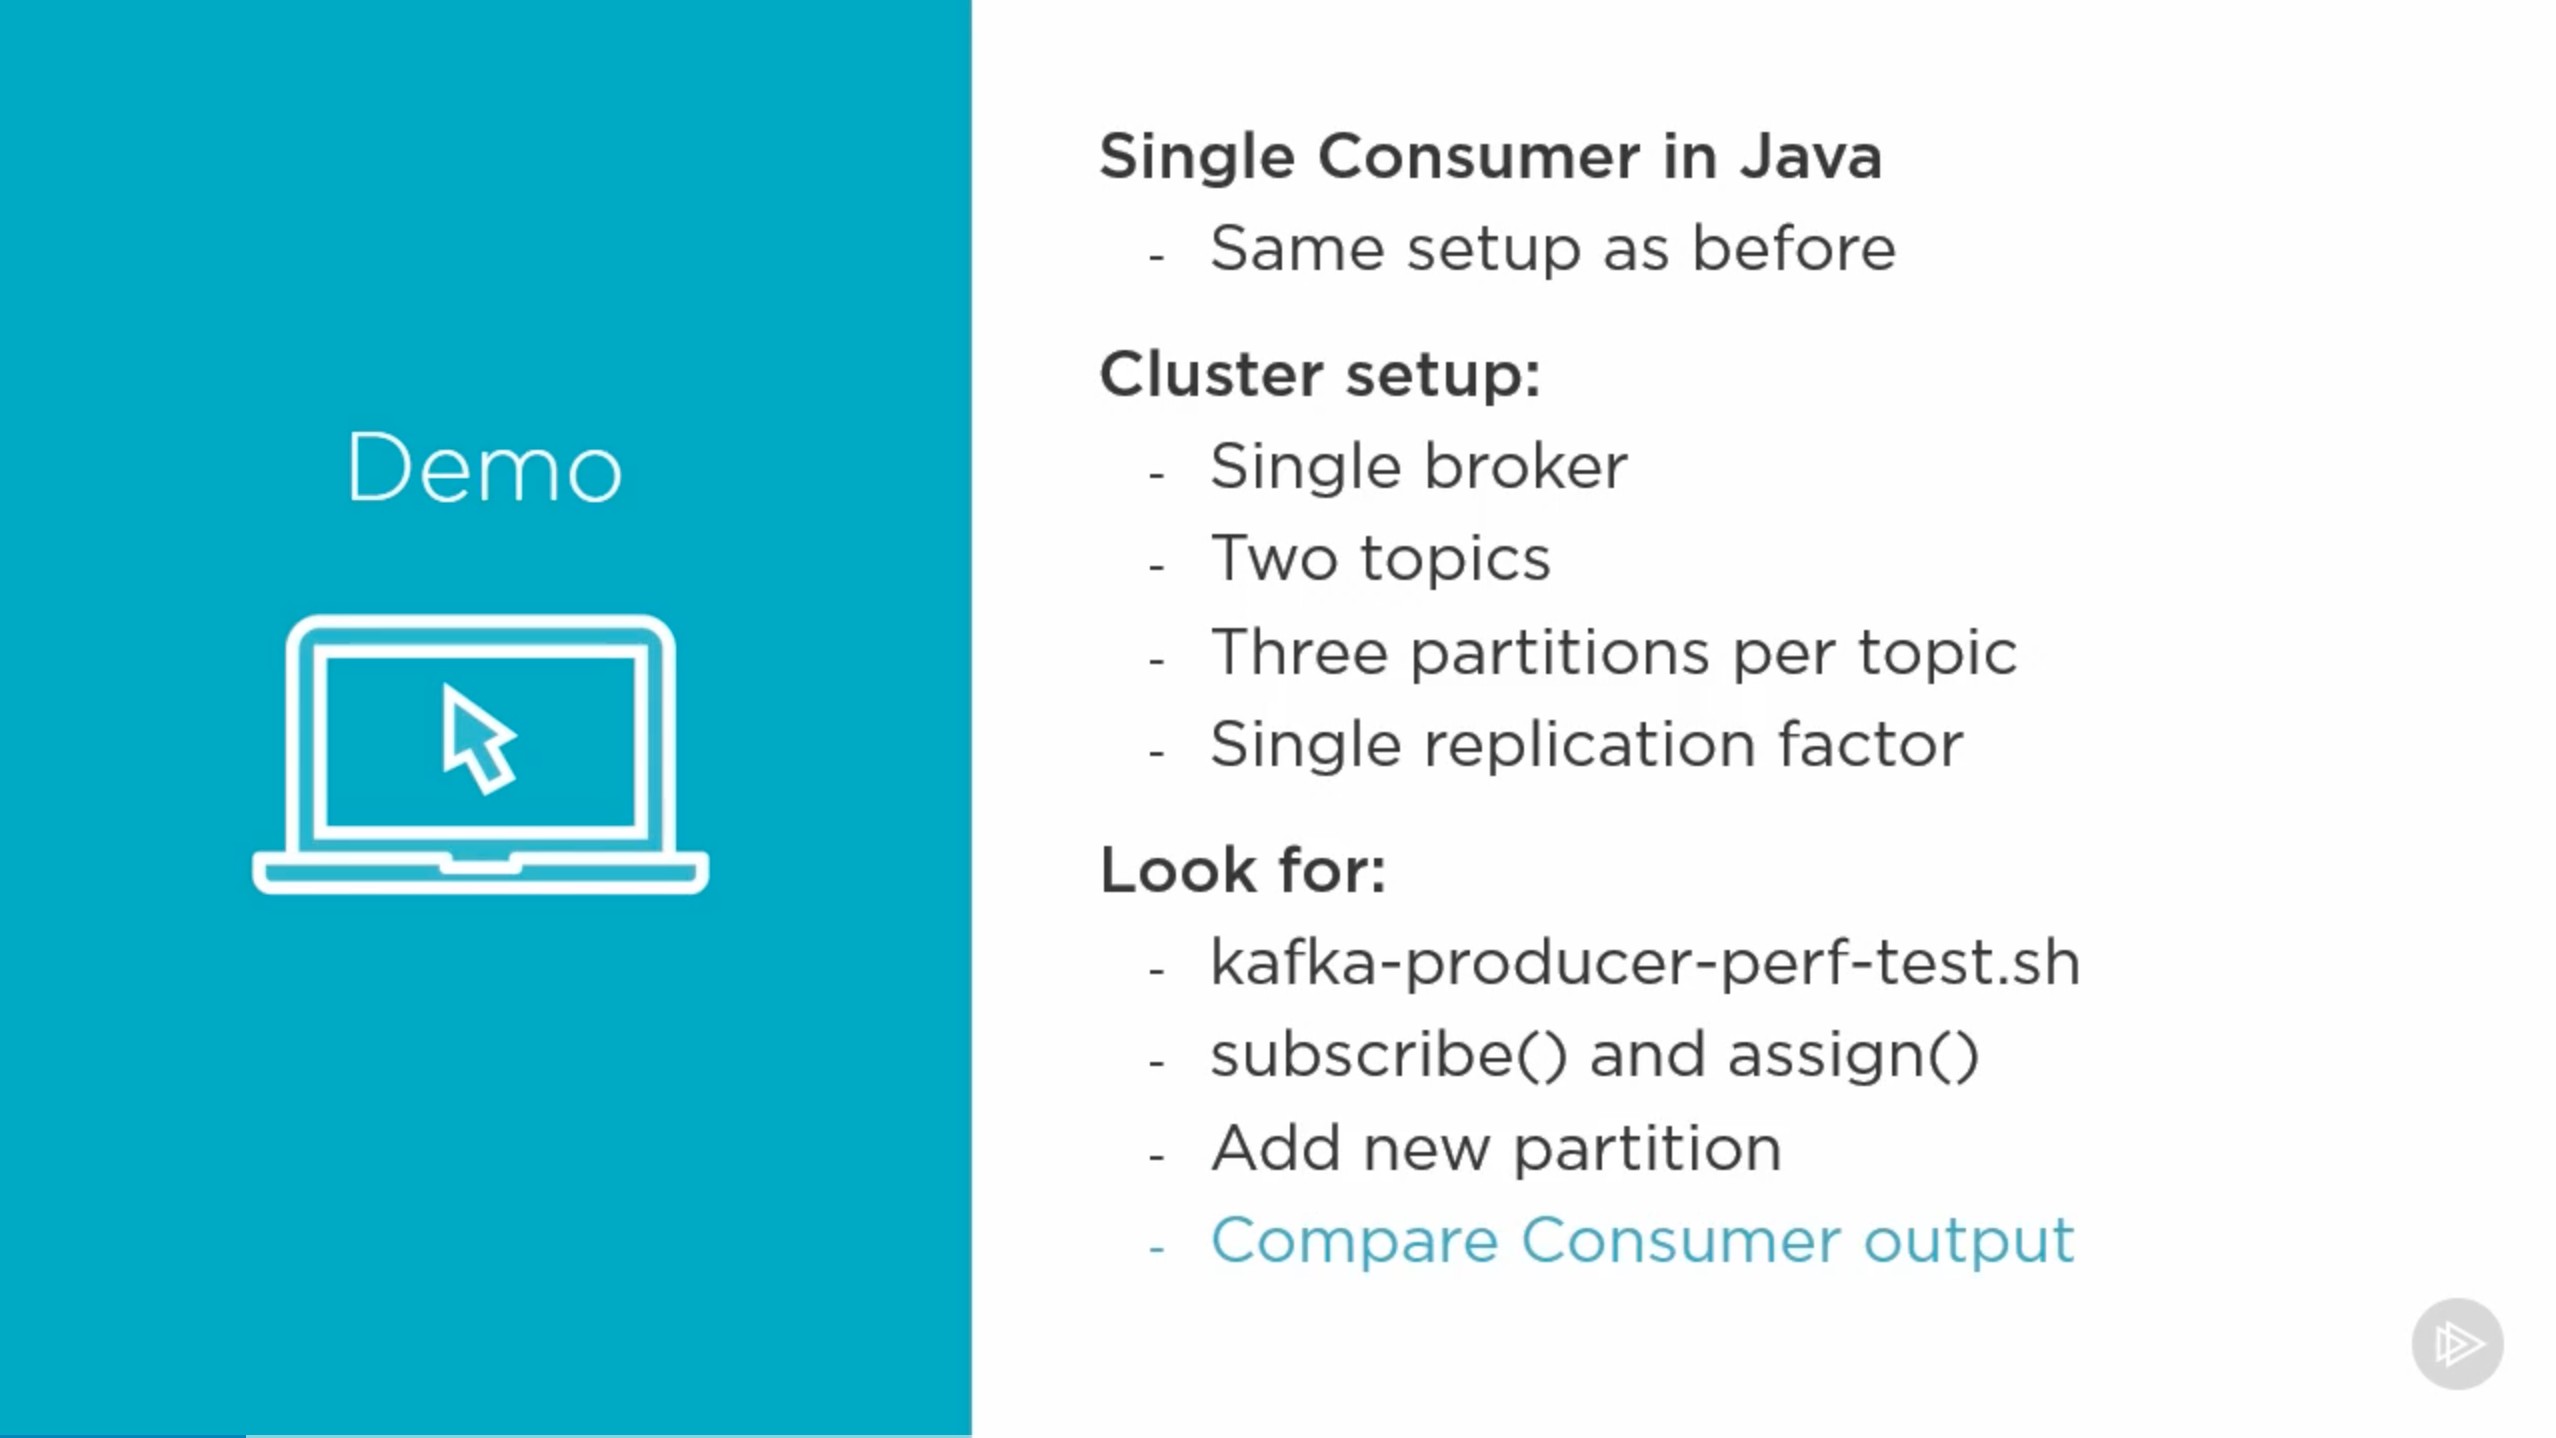 Demo
Single Consumer in Java
- Same setup as before
Cluster setup:
- Single broker
- Two topics
- Three partitions per topic
- Single replication factor
Look for:
- kafka-producer-perf-test.sh
- subscribe() and assign()
- Add new partition
- Compare Consumer output